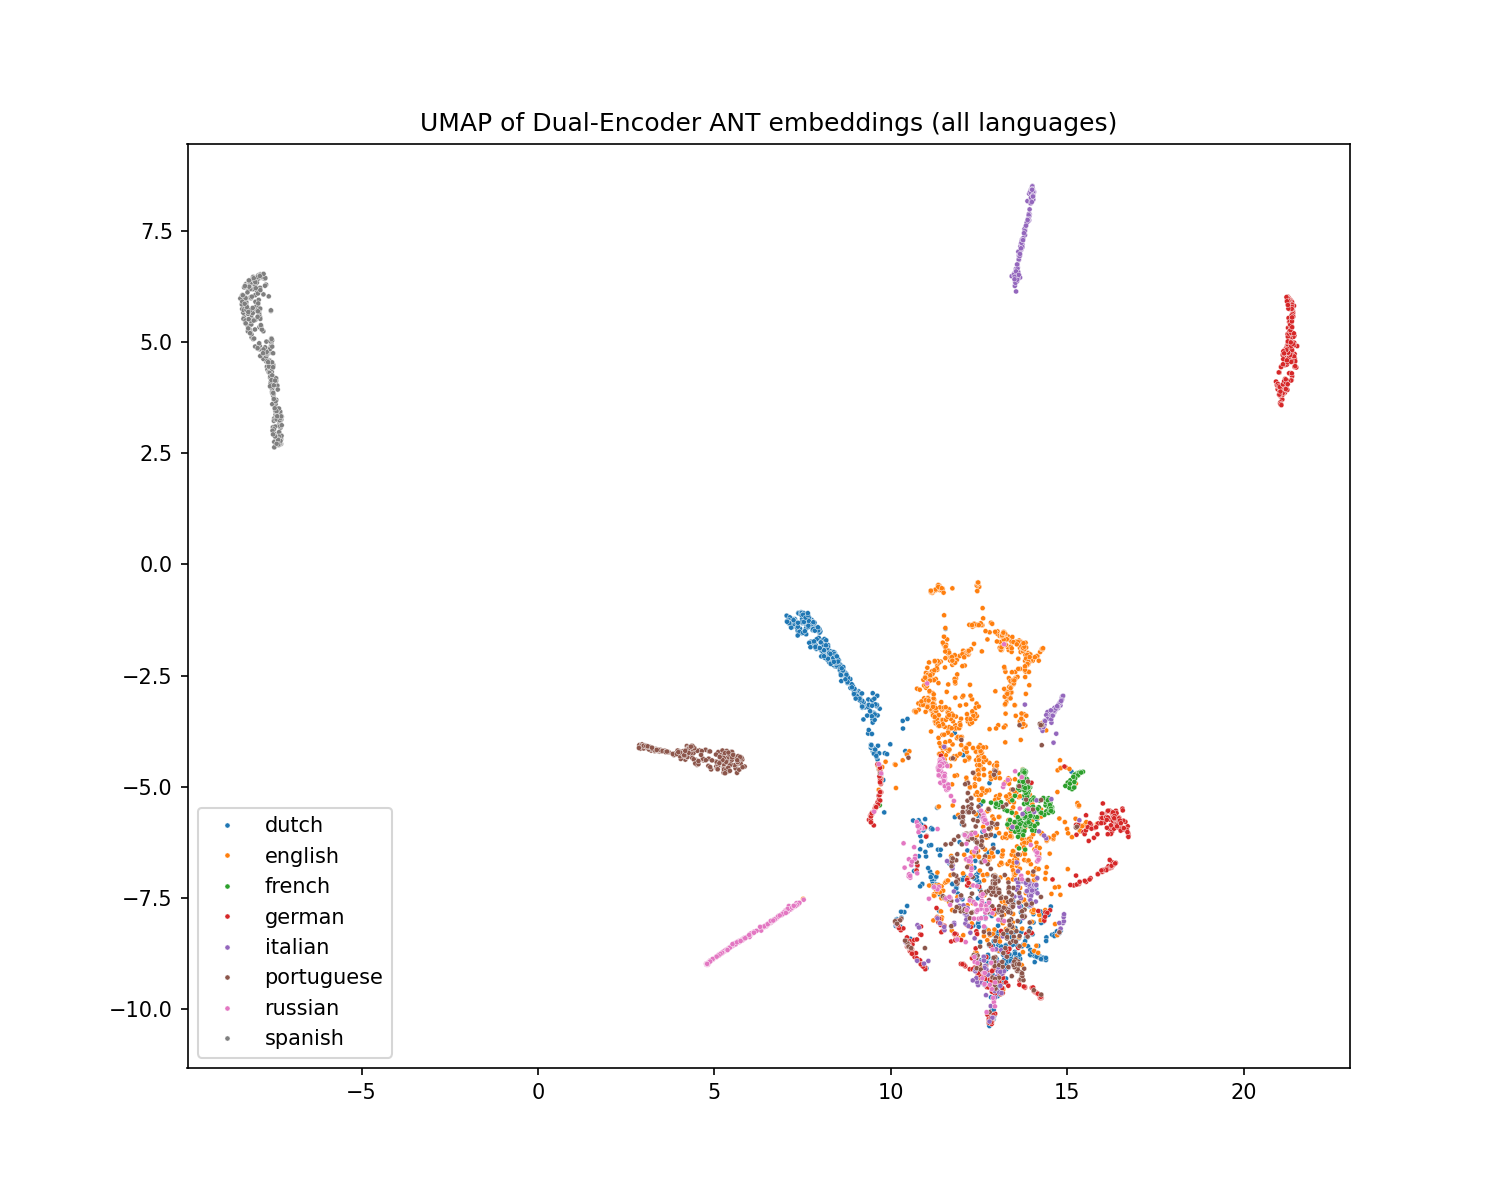 UMAP of Dual-Encoder ANT embeddings (all languages)
7.5
5.0
2.5
0.0
−2.5
−5.0
−7.5
−10.0
dutch
english
french
german
italian
portuguese
russian
spanish
−5 0 5 10 15 20